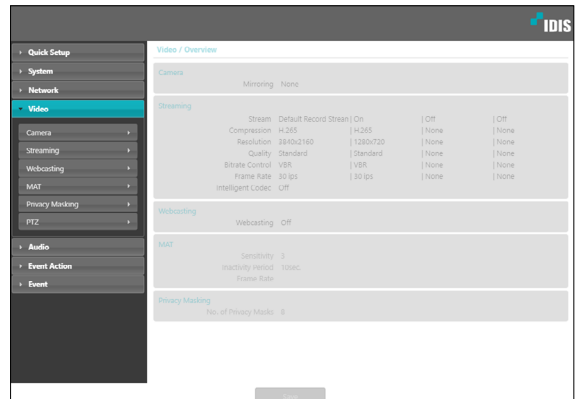 IDIS
Quick Setup
System
Network
Video
Camera
Streaming
Webcasting
MAT
Privacy Masking
PTZ
Audio
Event Action
Event
Video / Overview
Camera
Mirroring None
Streaming
Stream Default Record Strean | On | Off | Off
Compression H.265 | H.265 | None | None
Resolution 3840x2160 | 1280x720 | None | None
Quality Standard | Standard | None | None
Bitrate Control VBR | VBR | None | None
Frame Rate 30 ips | 30 ips | None | None
Intelligent Codec Off
Webcasting
Webcasting Off
MAT
Sensitivity 3
Inactivity Period 10sec.
Frame Rate
Privacy Masking
No. of Privacy Maskin
Save